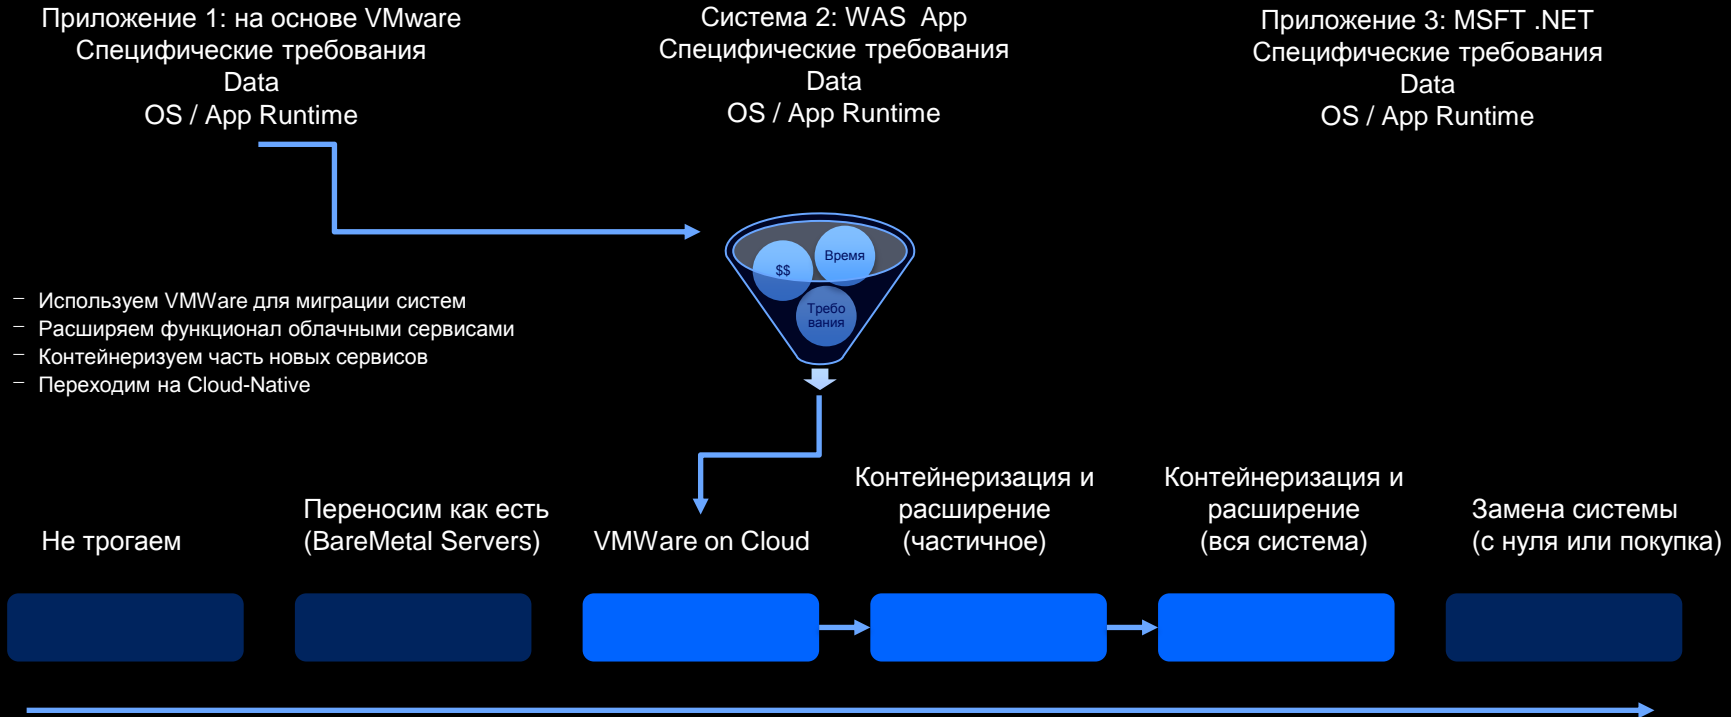 Приложение 1: на основе VMware
Специфические требования
Data
OS / App Runtime
Система 2: WAS App
Специфические требования
Data
OS / App Runtime
Приложение 3: MSFT .NET
Специфические требования
Data
OS / App Runtime
$$
Время
Требо
вания
– Используем VMWare для миграции систем
– Расширяем функционал облачными сервисами
– Контейнеризуем часть новых сервисов
– Переходим на Cloud-Native
Не трогаем
Переносим как есть
(BareMetal Servers)
VMWare on Cloud
Контейнеризация и
расширение
(частичное)
Контейнеризация и
расширение
(вся система)
Замена системы
(с нуля или покупка)